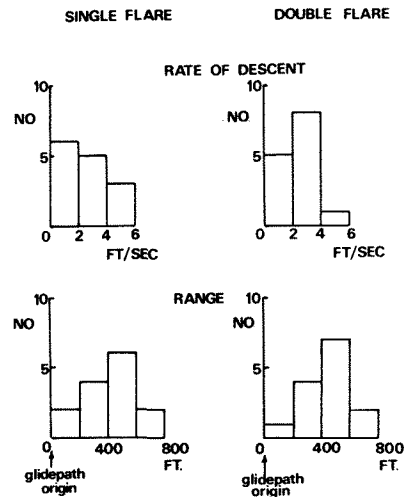 SINGLE FLARE DOUBLE FLARE
RATE OF DESCENT
10 10
NO NO
5 5
0 2 4 6 0 2 4 6
FT/SEC FT/SEC
10 RANGE 10
NO NO
5 5
0 400 800 0 400 800
FT. FT.
glidepath glidepath
origin origin